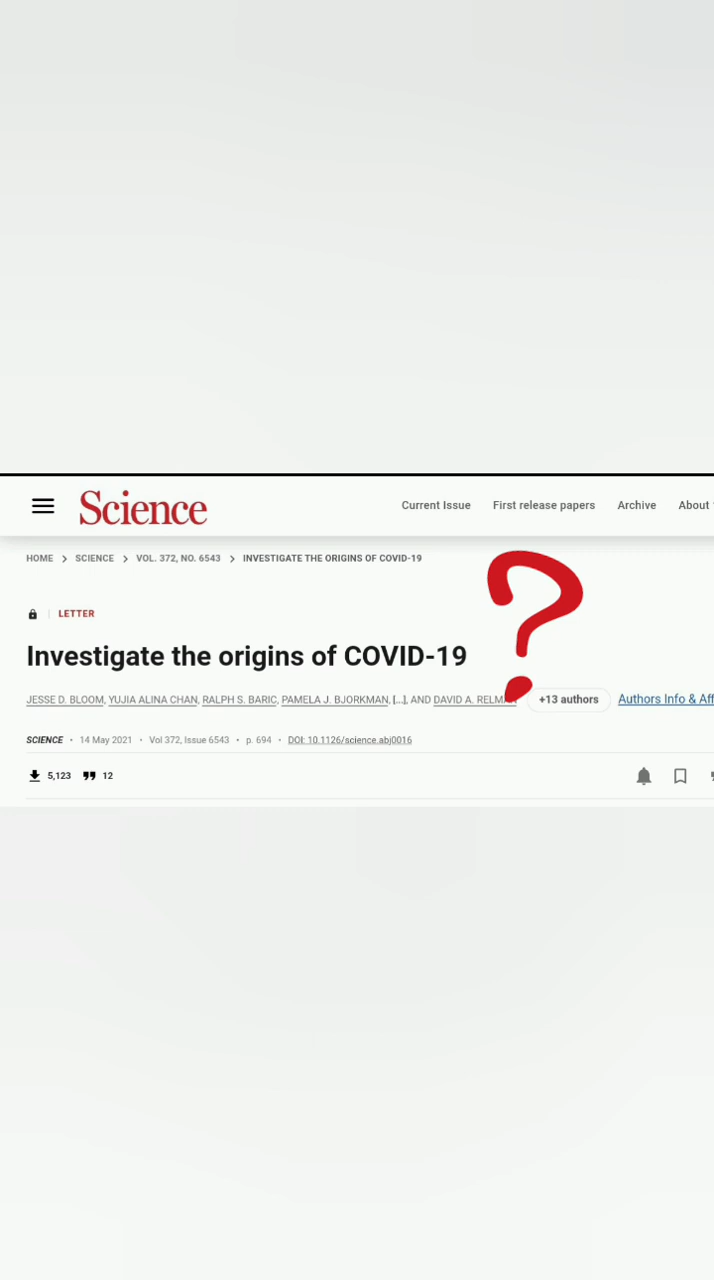 Science
Current Issue First release papers Archive About
HOME > SCIENCE > VOL. 372, NO. 6543 > INVESTIGATE THE ORIGINS OF COVID-19
LETTER
Investigate the origins of COVID-19
JESSE D. BLOOM, YUJIA ALINA CHAN, RALPH S. BARIC, PAMELA J. BJORKMAN, [...], AND DAVID A. RELMAN +13 authors Authors Info & Aff
SCIENCE • 14 May 2021 • Vol 372, Issue 6543 • p. 694 • DOI: 10.1126/science.abj0016
5,123 12
?